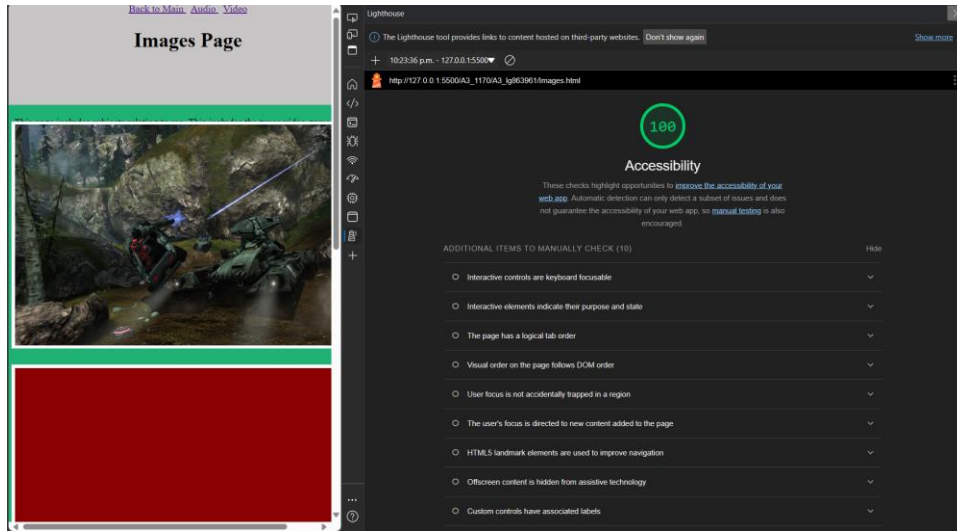 Back to Main Audio Video
Images Page
Lighthouse
The Lighthouse tool provides links to content hosted on third-party websites. Don't show again Show more
10:23:36 p.m. - 127.0.0.1:5500
http://127.0.0.1:5500/A3_1170/A3_lg863961/Images.html
100
Accessibility
These checks highlight opportunities to improve the accessibility of your
web app. Automatic detection can only detect a subset of issues and does
not guarantee the accessibility of your web app, so manual testing is also
encouraged.
ADDITIONAL ITEMS TO MANUALLY CHECK (10) Hide
Interactive controls are keyboard focusable
Interactive elements indicate their purpose and state
The page has a logical tab order
Visual order on the page follows DOM order
User focus is not accidentally trapped in a region
The user's focus is directed to new content added to the page
HTML5 landmark elements are used to improve navigation
Offscreen content is hidden from assistive technology
Custom controls have associated labels